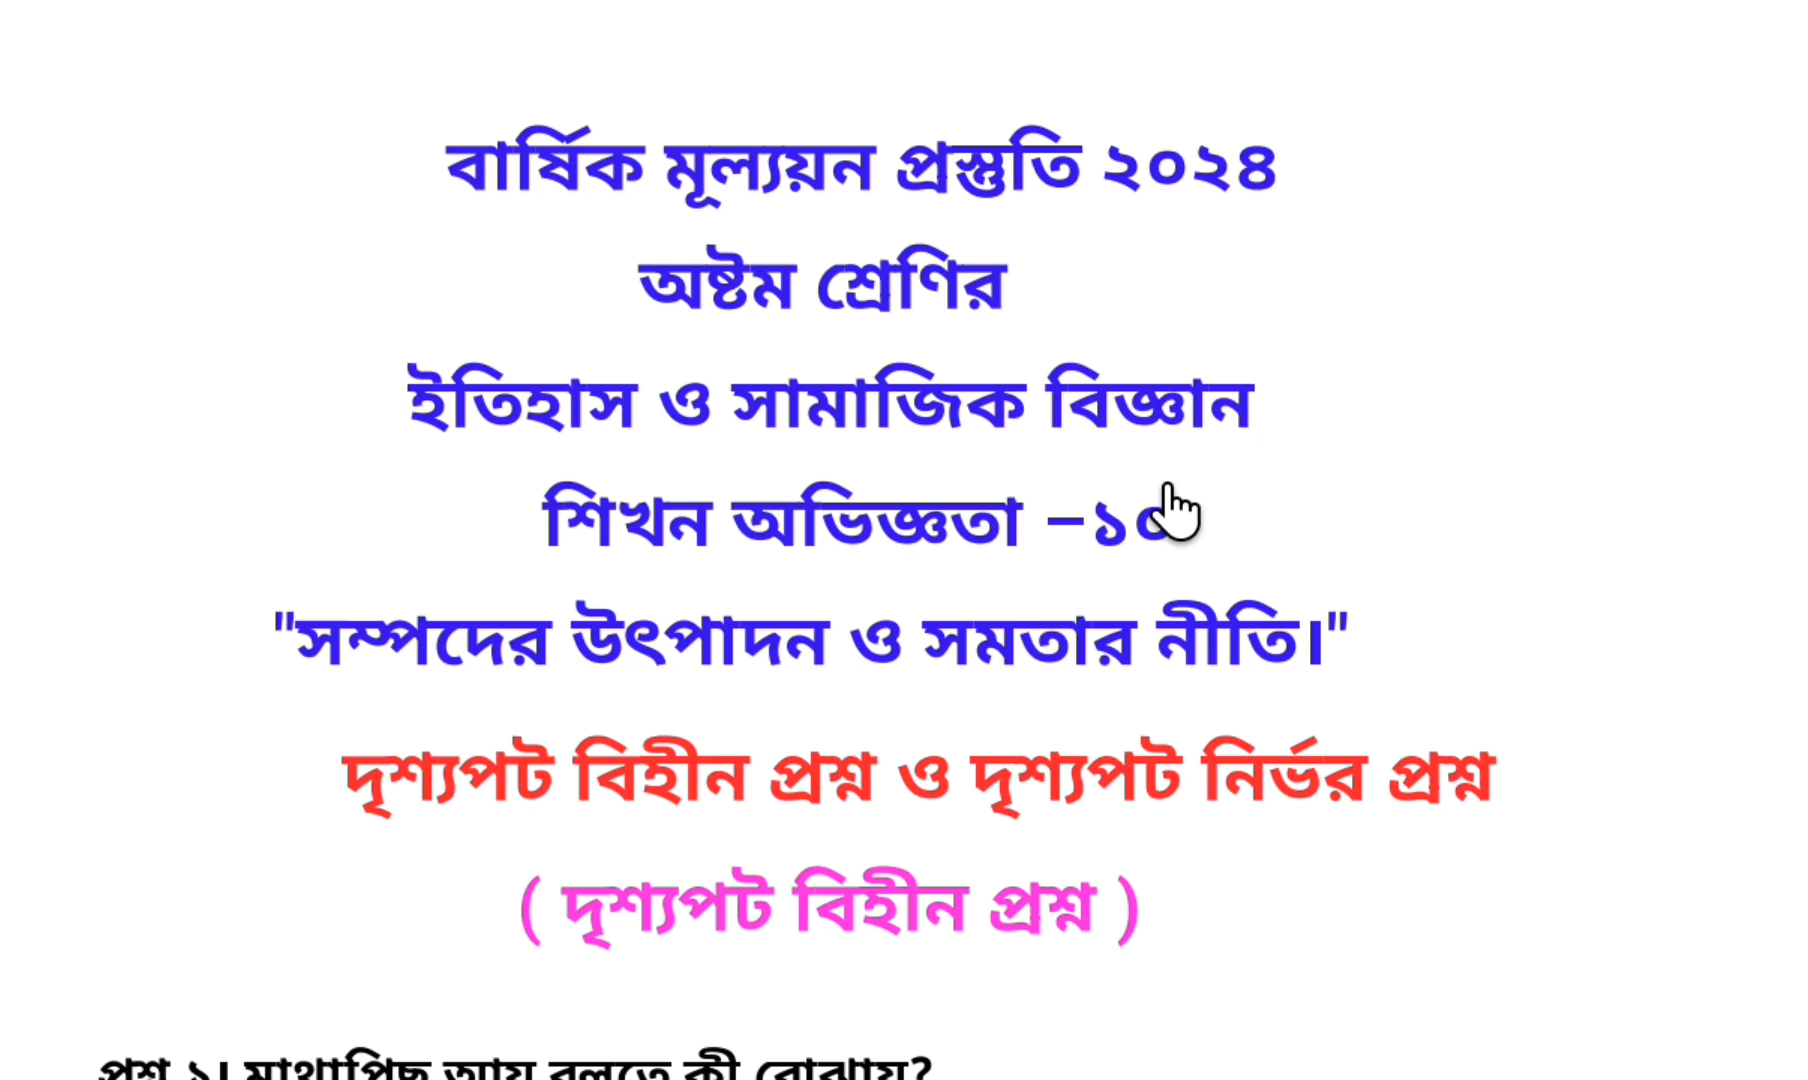 বার্ষিক মূল্যয়ন প্রস্তুতি ২০২৪
অষ্টম শ্রেণির
ইতিহাস ও সামাজিক বিজ্ঞান
শিখন অভিজ্ঞতা –১০
"সম্পদের উৎপাদন ও সমতার নীতি।"
দৃশ্যপট বিহীন প্রশ্ন ও দৃশ্যপট নির্ভর প্রশ্ন
( দৃশ্যপট বিহীন প্রশ্ন )
প্রশ্ন ১। মাথাপিছু আয় বলতে কী বোঝায়?